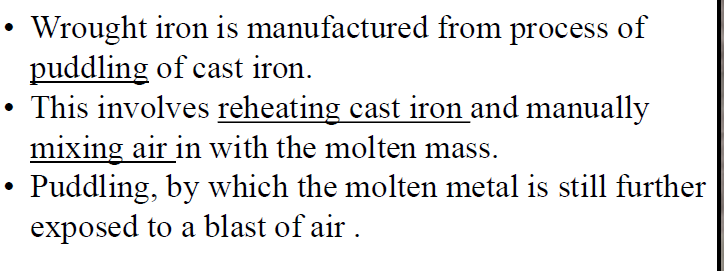 • Wrought iron is manufactured from process of
puddling of cast iron.
• This involves reheating cast iron and manually
mixing air in with the molten mass.
• Puddling, by which the molten metal is still further
exposed to a blast of air .